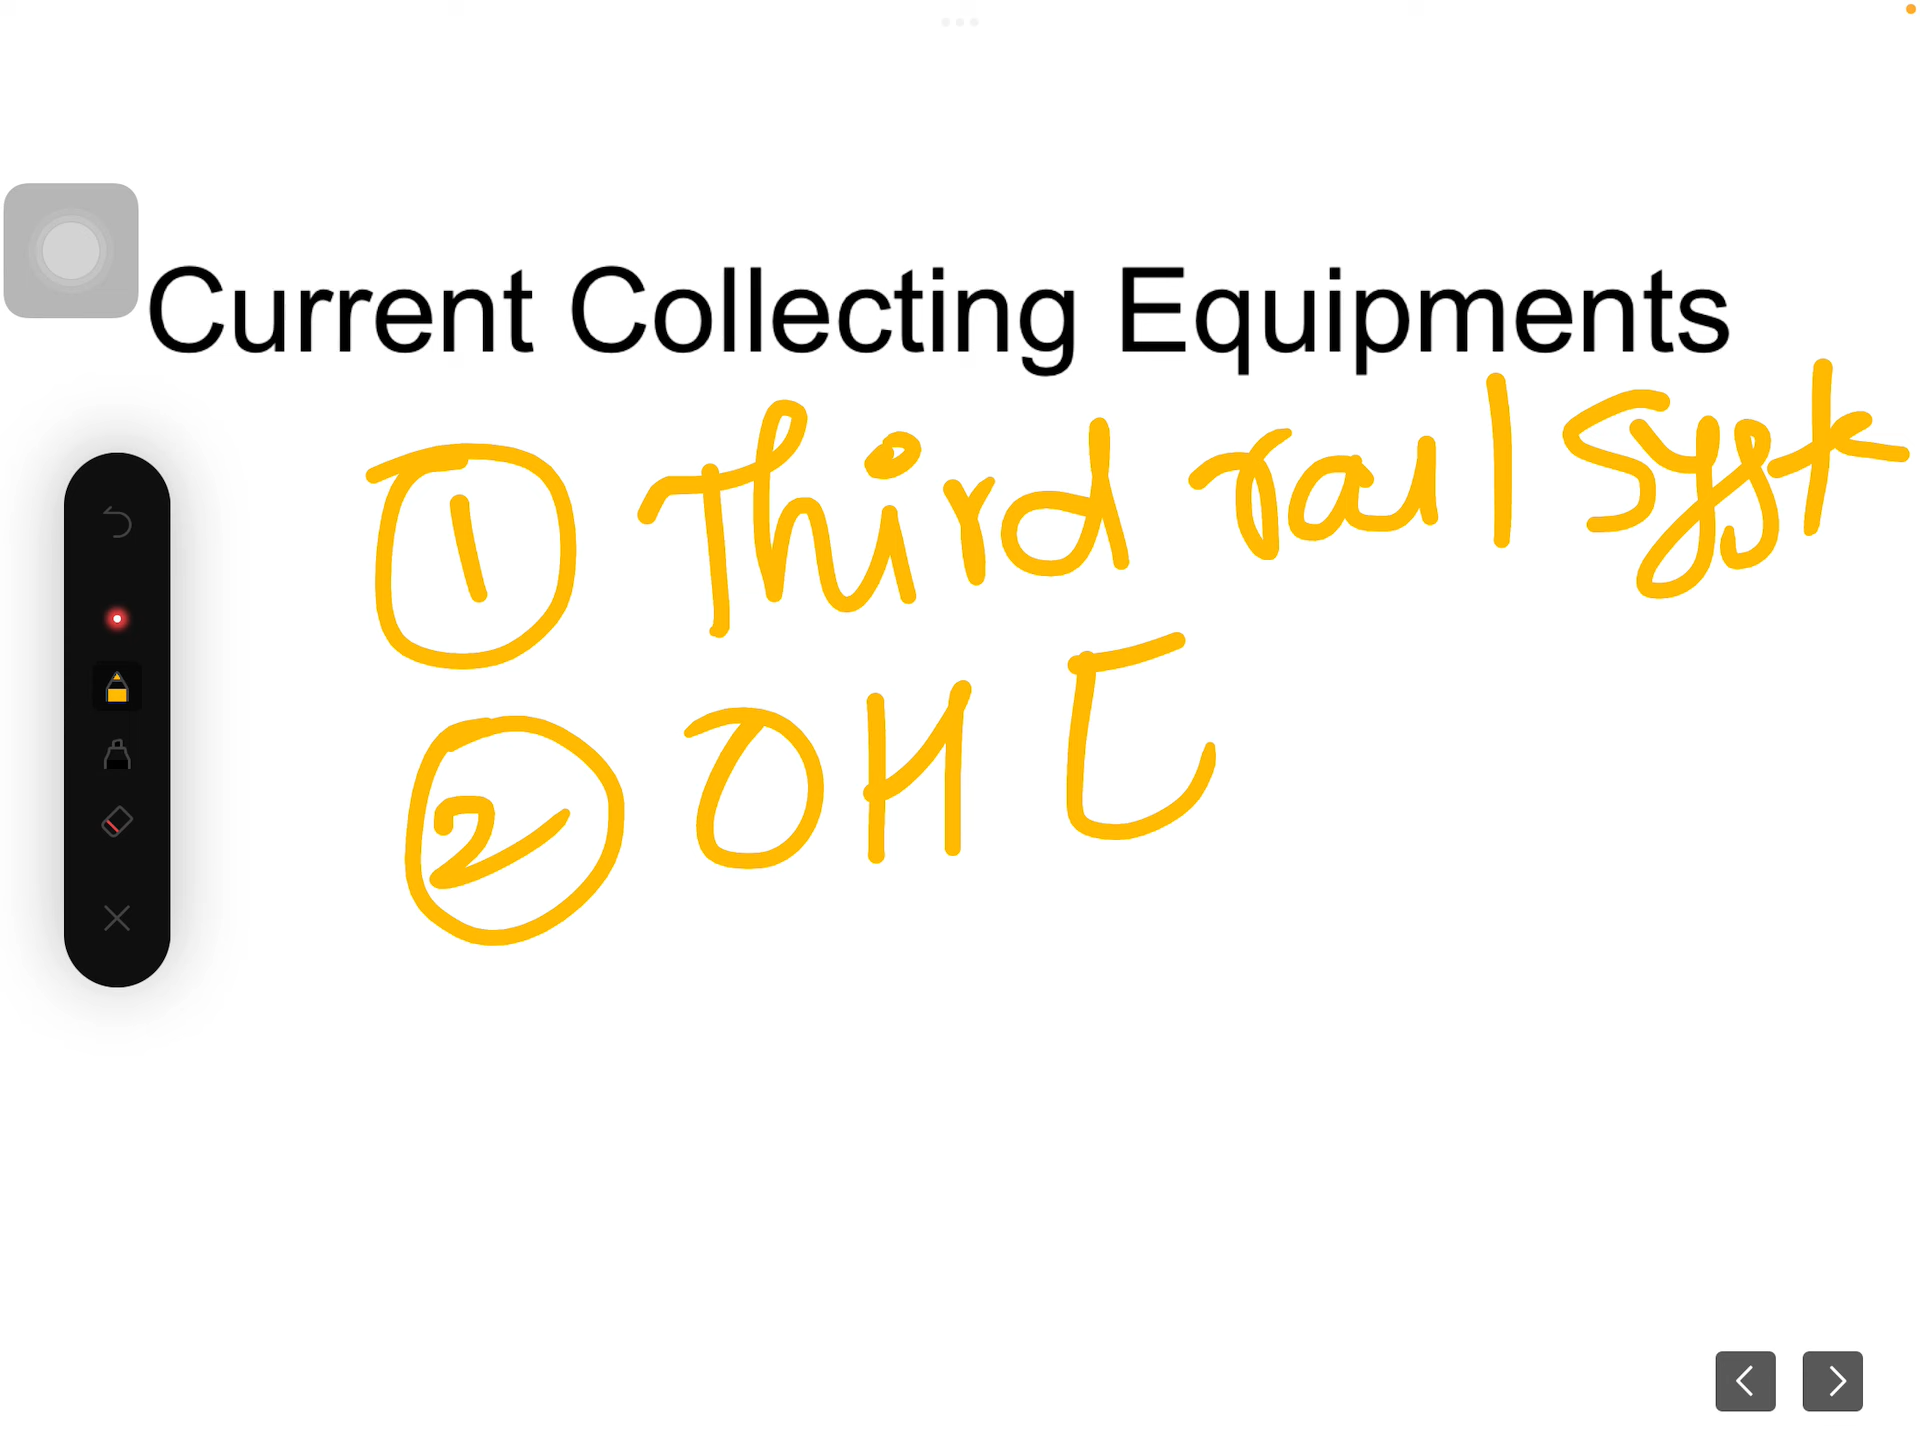 Current Collecting Equipments
① Third rail Syst
② OHE